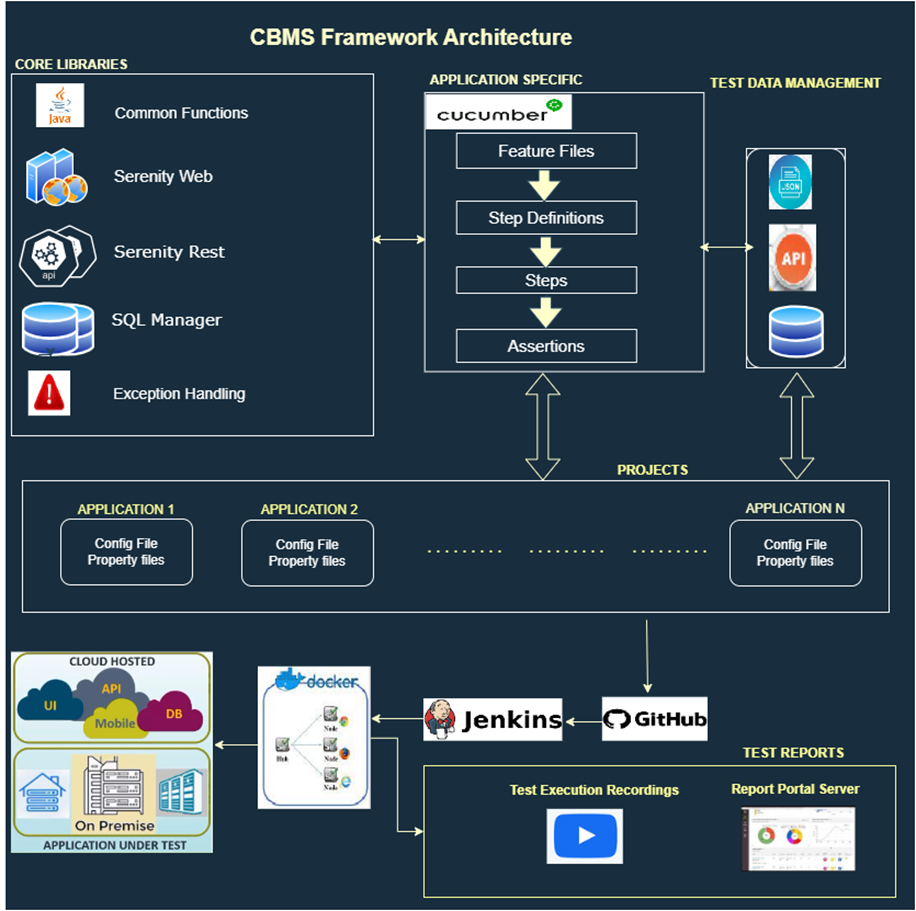 CBMS Framework Architecture
CORE LIBRARIES
Java
Common Functions
Serenity Web
api
Serenity Rest
SQL Manager
Exception Handling
APPLICATION SPECIFIC
cucumber
Feature Files
Step Definitions
Steps
Assertions
TEST DATA MANAGEMENT
.JSON
API
PROJECTS
APPLICATION 1
Config File
Property files
APPLICATION 2
Config File
Property files
APPLICATION N
Config File
Property files
CLOUD HOSTED
UI
API
Mobile
DB
On Premise
APPLICATION UNDER TEST
docker
Hub
Node
Node
Node
Jenkins
GitHub
TEST REPORTS
Test Execution Recordings
Report Portal Server